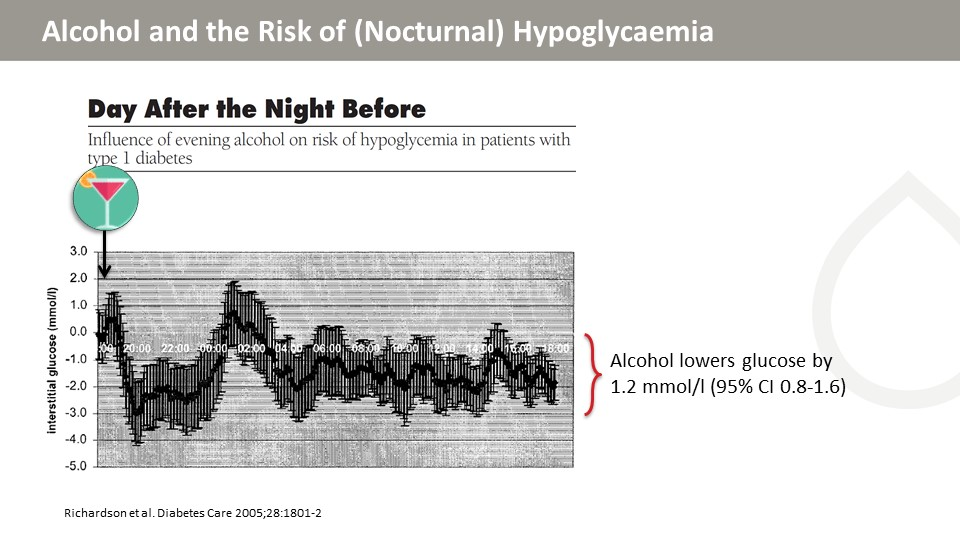 Alcohol and the Risk of (Nocturnal) Hypoglycaemia
Day After the Night Before
Influence of evening alcohol on risk of hypoglycemia in patients with
type 1 diabetes
3.0
2.0
1.0
0.0
-1.0
-2.0
-3.0
-4.0
-5.0
interstitial glucose (mmol/l)
:00 20:00 22:00 00:00 02:00 04:00 06:00 08:00 10:00 12:00 14:00 16:00 18:00
Alcohol lowers glucose by
1.2 mmol/l (95% CI 0.8-1.6)
Richardson et al. Diabetes Care 2005;28:1801-2